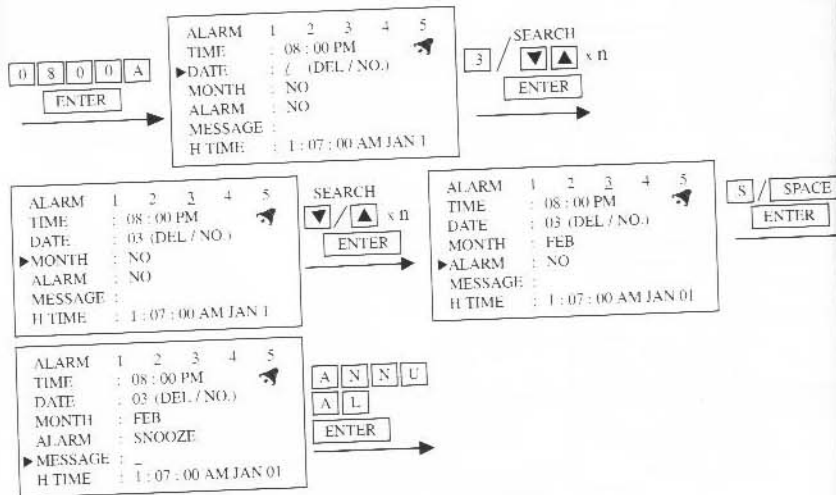 0 8 0 0 A
ENTER
ALARM 1 2 3 4 5
TIME : 08 : 00 PM
▶DATE : (DEL / NO.)
MONTH : NO
ALARM : NO
MESSAGE :
H TIME : 1 : 07 : 00 AM JAN 1
3 / SEARCH ▼ ▲ x n
ENTER
ALARM 1 2 3 4 5
TIME : 08 : 00 PM
DATE : 03 (DEL / NO.)
▶MONTH : NO
ALARM : NO
MESSAGE :
H TIME : 1 : 07 : 00 AM JAN 1
SEARCH
▼ / ▲ x n
ENTER
ALARM 1 2 3 4 5
TIME : 08 : 00 PM
DATE : 03 (DEL / NO.)
MONTH : FEB
▶ALARM : NO
MESSAGE :
H TIME : 1 : 07 : 00 AM JAN 01
S / SPACE
ENTER
ALARM 1 2 3 4 5
TIME : 08 : 00 PM
DATE : 03 (DEL / NO.)
MONTH : FEB
ALARM : SNOOZE
▶MESSAGE : _
H TIME : 1 : 07 : 00 AM JAN 01
A N N U
A L
ENTER